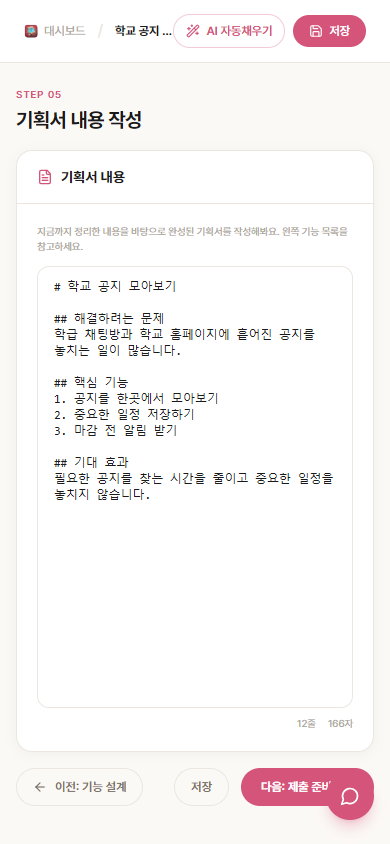 대시보드 / 학교 공지 ... AI 자동채우기 저장
STEP 05
기획서 내용 작성
기획서 내용
지금까지 정리한 내용을 바탕으로 완성된 기획서를 작성해봐요. 왼쪽 기능 목록을
참고하세요.
# 학교 공지 모아보기
## 해결하려는 문제
학급 채팅방과 학교 홈페이지에 흩어진 공지를
놓치는 일이 많습니다.
## 핵심 기능
1. 공지를 한곳에서 모아보기
2. 중요한 일정 저장하기
3. 마감 전 알림 받기
## 기대 효과
필요한 공지를 찾는 시간을 줄이고 중요한 일정을
놓치지 않습니다.
12줄 166자
이전: 기능 설계 저장 다음: 제출 준비